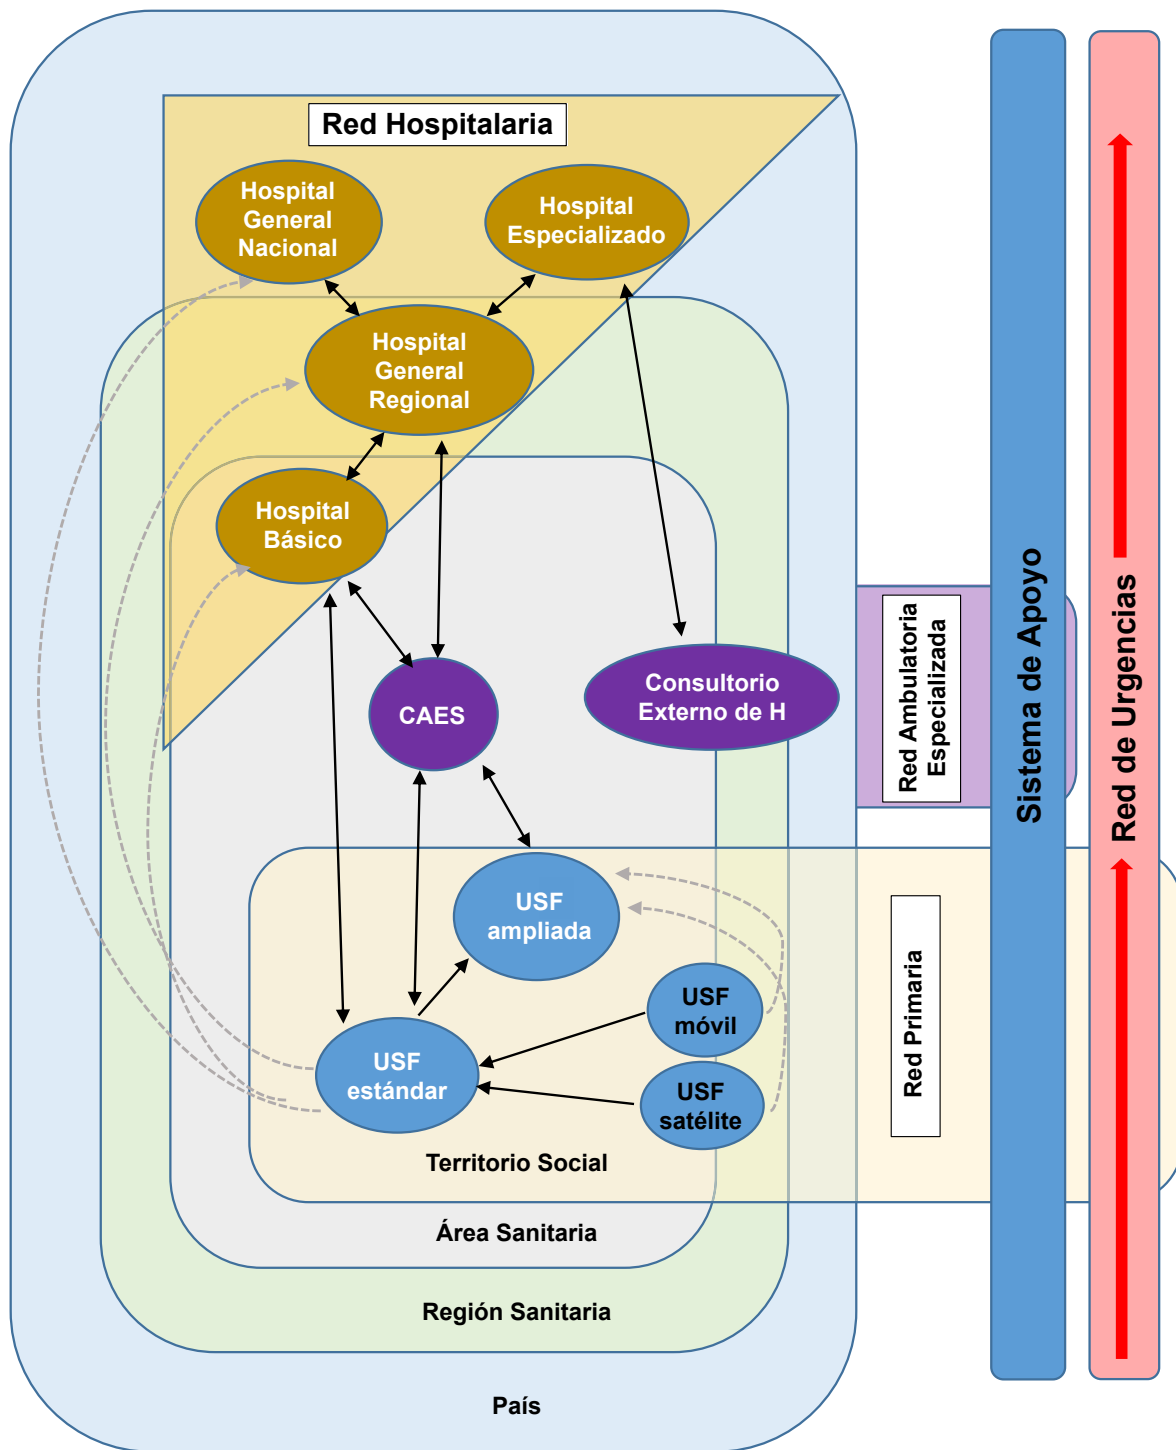 Red Hospitalaria
Hospital
General
Nacional
Hospital
Especializado
Hospital
General
Regional
Hospital
Básico
CAES
Consultorio
Externo de H
USF
ampliada
USF
móvil
USF
estándar
USF
satélite
Territorio Social
Área Sanitaria
Región Sanitaria
País
Red Ambulatoria
Especializada
Red Primaria
Sistema de Apoyo
Red de Urgencias